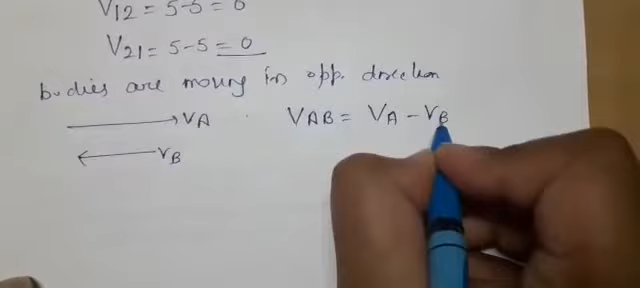 V12 = 5-5 = 0
V21 = 5-5 = 0
bodies are moving in opp. direction
VA VAB = VA - VB
VB